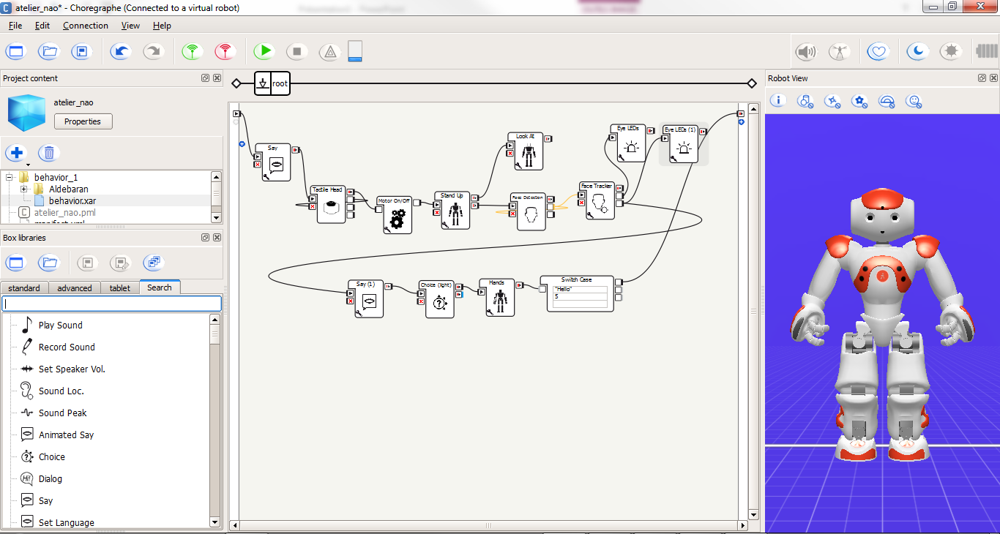 atelier_nao* - Choregraphe (Connected to a virtual robot)
File Edit Connection View Help
Project content
atelier_nao
Properties
behavior_1
Aldebaran
behavior.xar
atelier_nao.pml
Box libraries
standard advanced tablet Search
Play Sound
Record Sound
Set Speaker Vol.
Sound Loc.
Sound Peak
Animated Say
Choice
Dialog
Say
Set Language
root
Say
Tactile Head
Motor On/Off
Stand Up
Look At
Face Detection
Face Tracker
Eye LEDs
Eye LEDs (1)
Say (1)
Choice (light)
Hands
Switch Case
"Hello"
5
Robot View